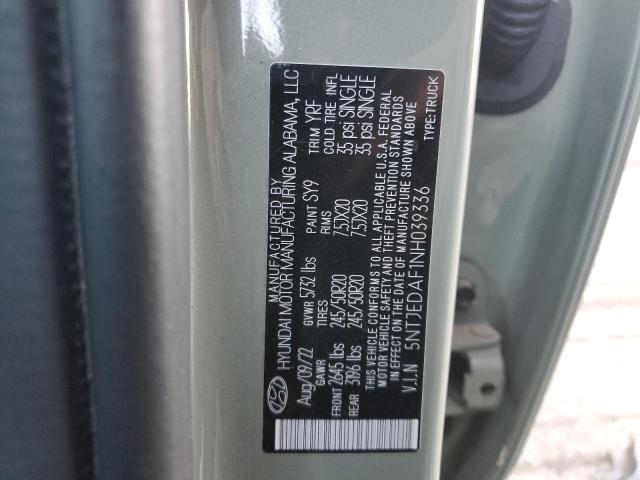 MANUFACTURED BY
HYUNDAI MOTOR MANUFACTURING ALABAMA, LLC
Aug/09/22 GVWR 5732 lbs PAINT SY9 TRIM YRF
GAWR TIRES RIMS COLD TIRE INFL
FRONT 2645 lbs 245/50R20 7.5JX20 35 psi SINGLE
REAR 3096 lbs 245/50R20 7.5JX20 35 psi SINGLE
THIS VEHICLE CONFORMS TO ALL APPLICABLE U.S.A. FEDERAL
MOTOR VEHICLE SAFETY AND THEFT PREVENTION STANDARDS
IN EFFECT ON THE DATE OF MANUFACTURE SHOWN ABOVE
V.I.N 5NTJEDAF1NH039336 TYPE:TRUCK